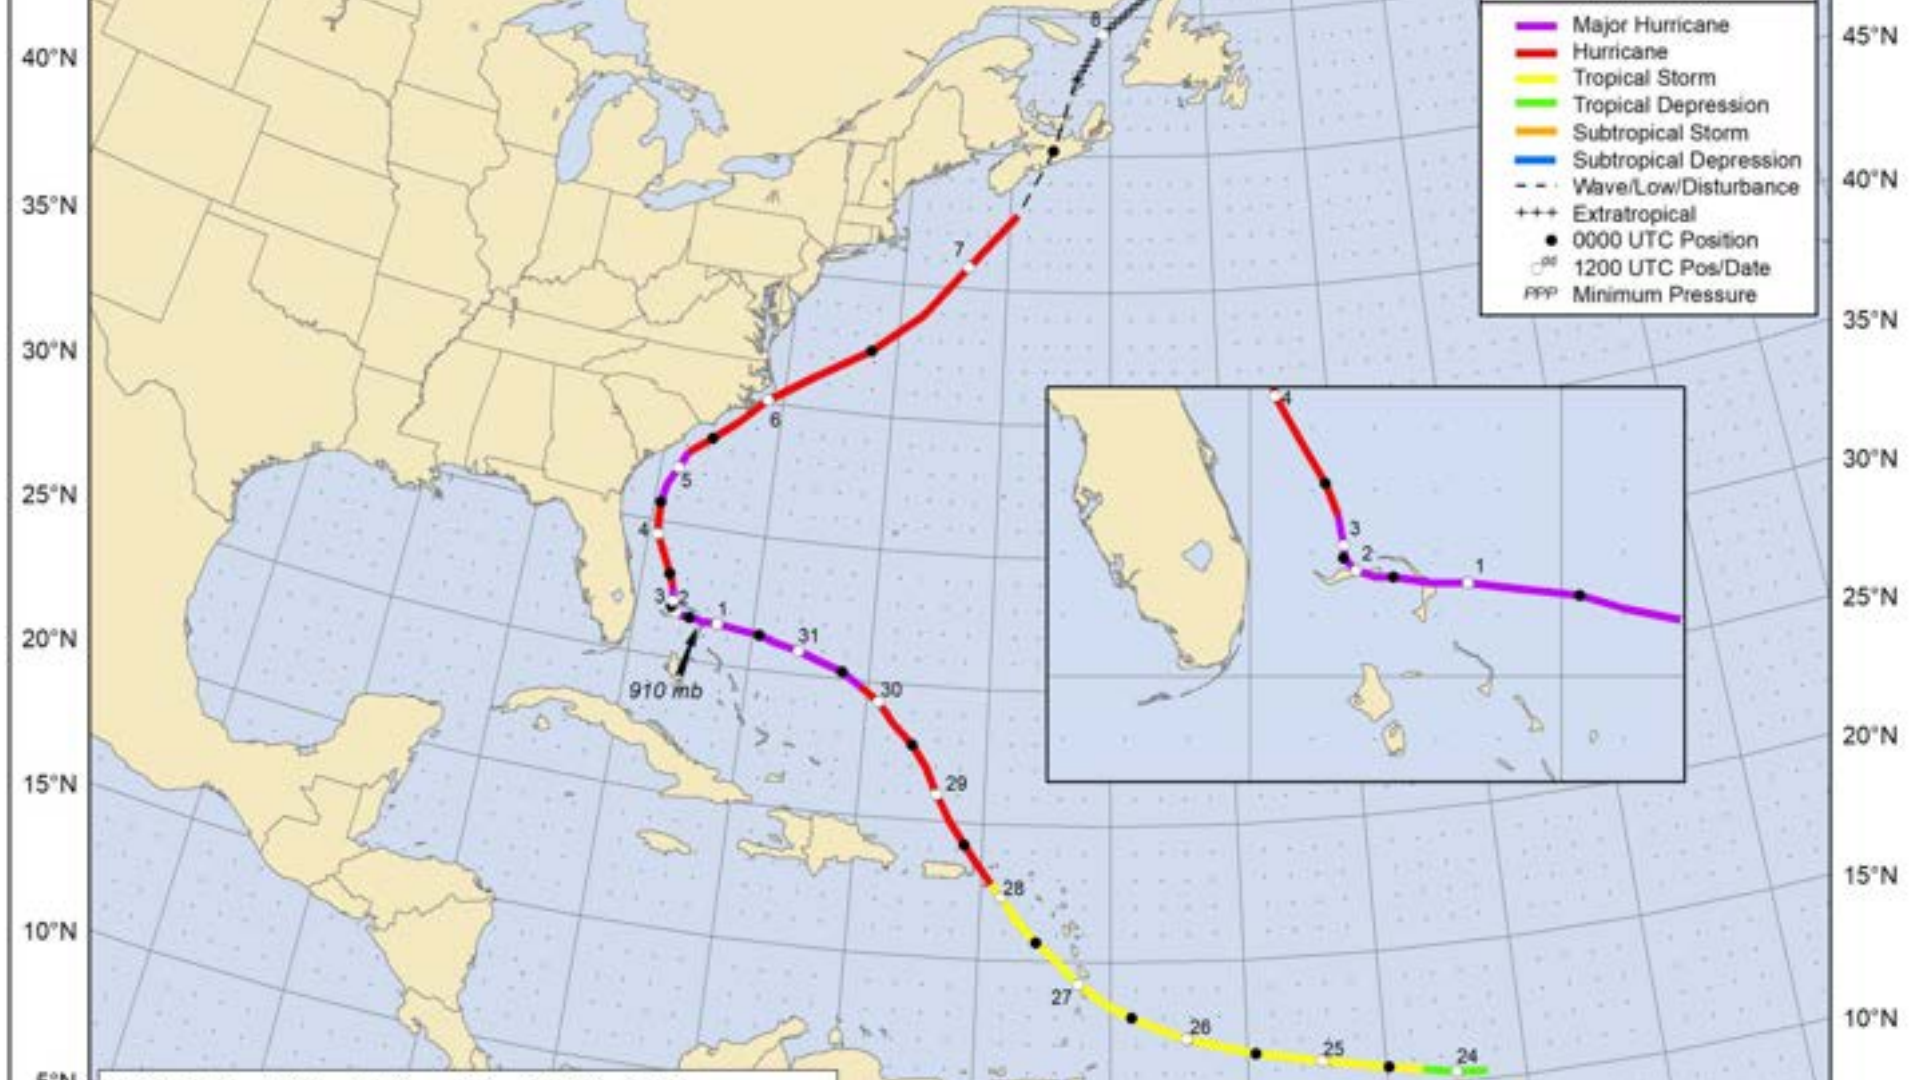 Major Hurricane
Hurricane
Tropical Storm
Tropical Depression
Subtropical Storm
Subtropical Depression
Wave/Low/Disturbance
Extratropical
0000 UTC Position
dd 1200 UTC Pos/Date
PPP Minimum Pressure
40°N
35°N
30°N
25°N
20°N
15°N
10°N
5°N
45°N
40°N
35°N
30°N
25°N
20°N
15°N
10°N
8
7
6
5
4
3 2
1
31
30
910 mb
29
28
27
26
25
24
4
3
2
1